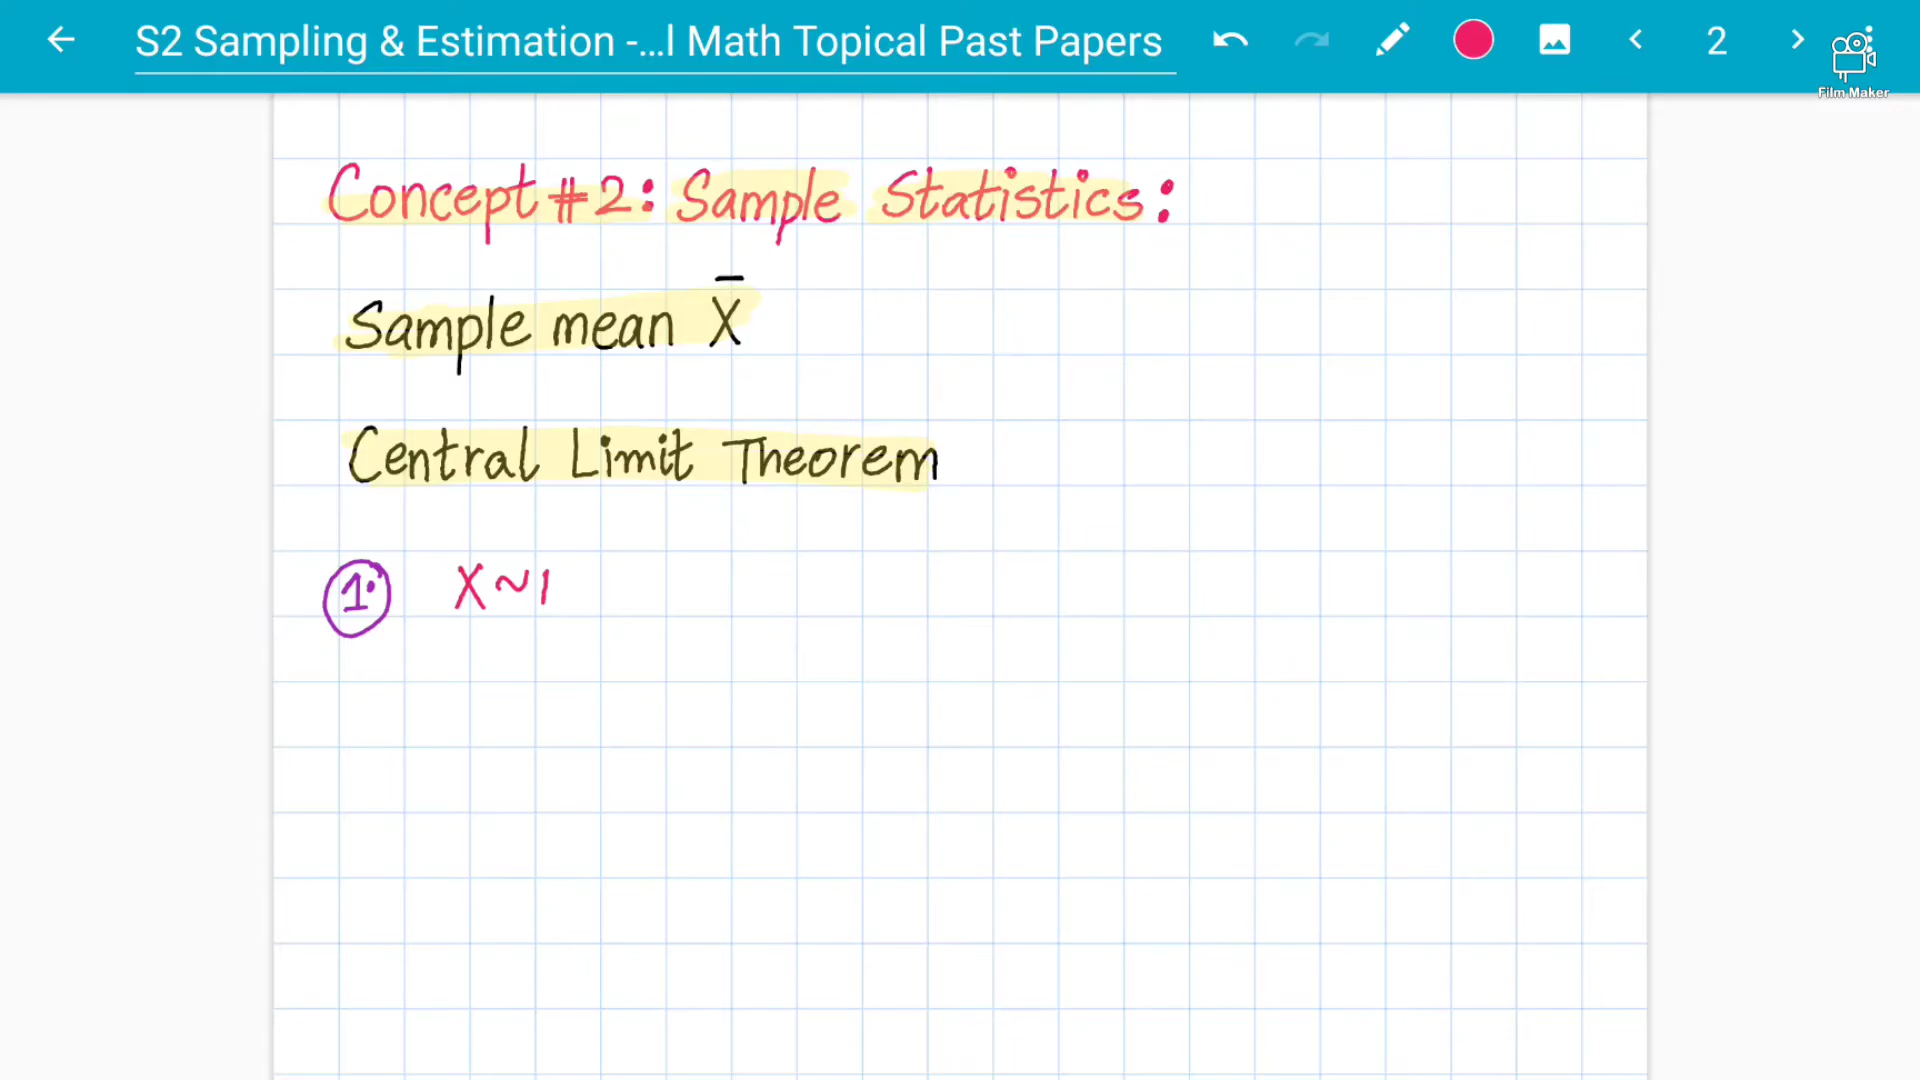 S2 Sampling & Estimation -...l Math Topical Past Papers
2
Film Maker
Concept #2: Sample Statistics:
Sample mean X̄
Central Limit Theorem
1. X ~ I